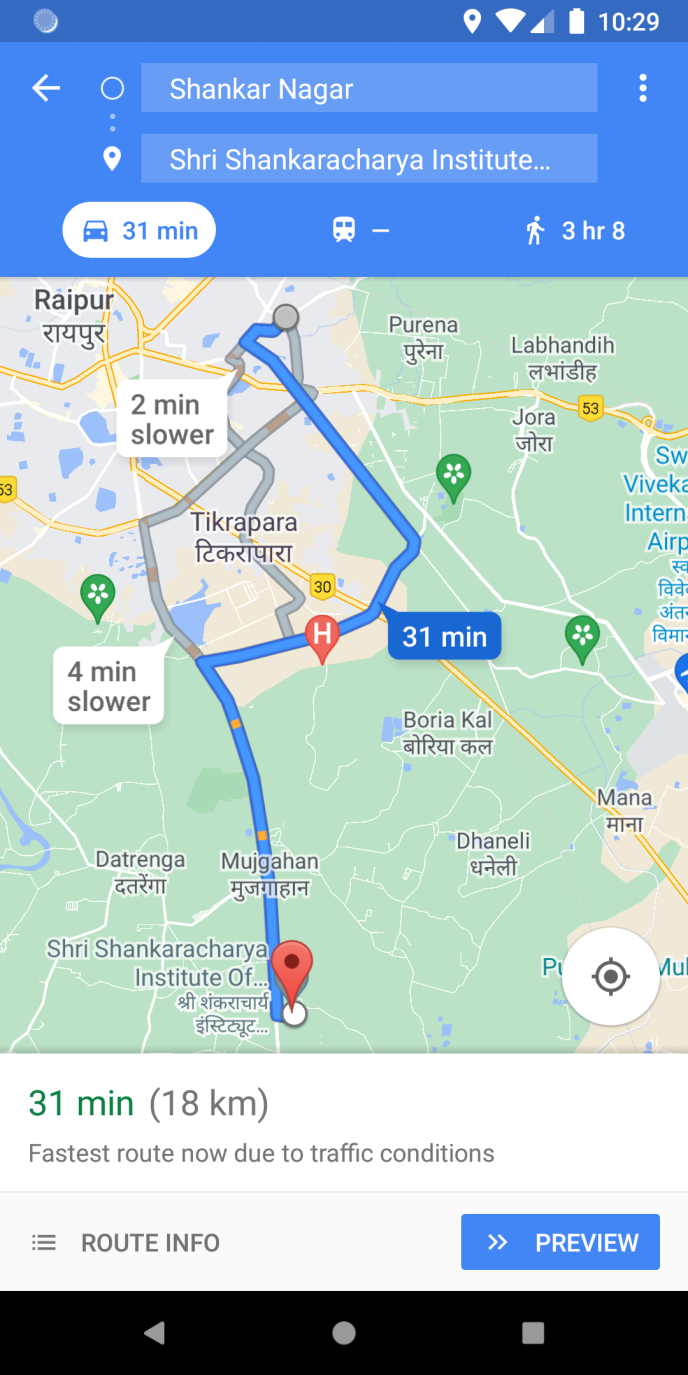 10:29
Shankar Nagar
Shri Shankaracharya Institute...
31 min
–
3 hr 8
Raipur
रायपुर
Purena
पुरेना
Labhandih
लभांडीह
2 min
slower
53
Jora
जोरा
53
Tikrapara
टिकरापारा
30
H
31 min
4 min
slower
Boria Kal
बोरिया कल
Mana
माना
Dhaneli
धनेली
Datrenga
दतरेंगा
Mujgahan
मुजगाहान
Shri Shankaracharya
Institute Of...
श्री शंकराचार्य
इंस्टिट्यूट...
31 min (18 km)
Fastest route now due to traffic conditions
ROUTE INFO
PREVIEW